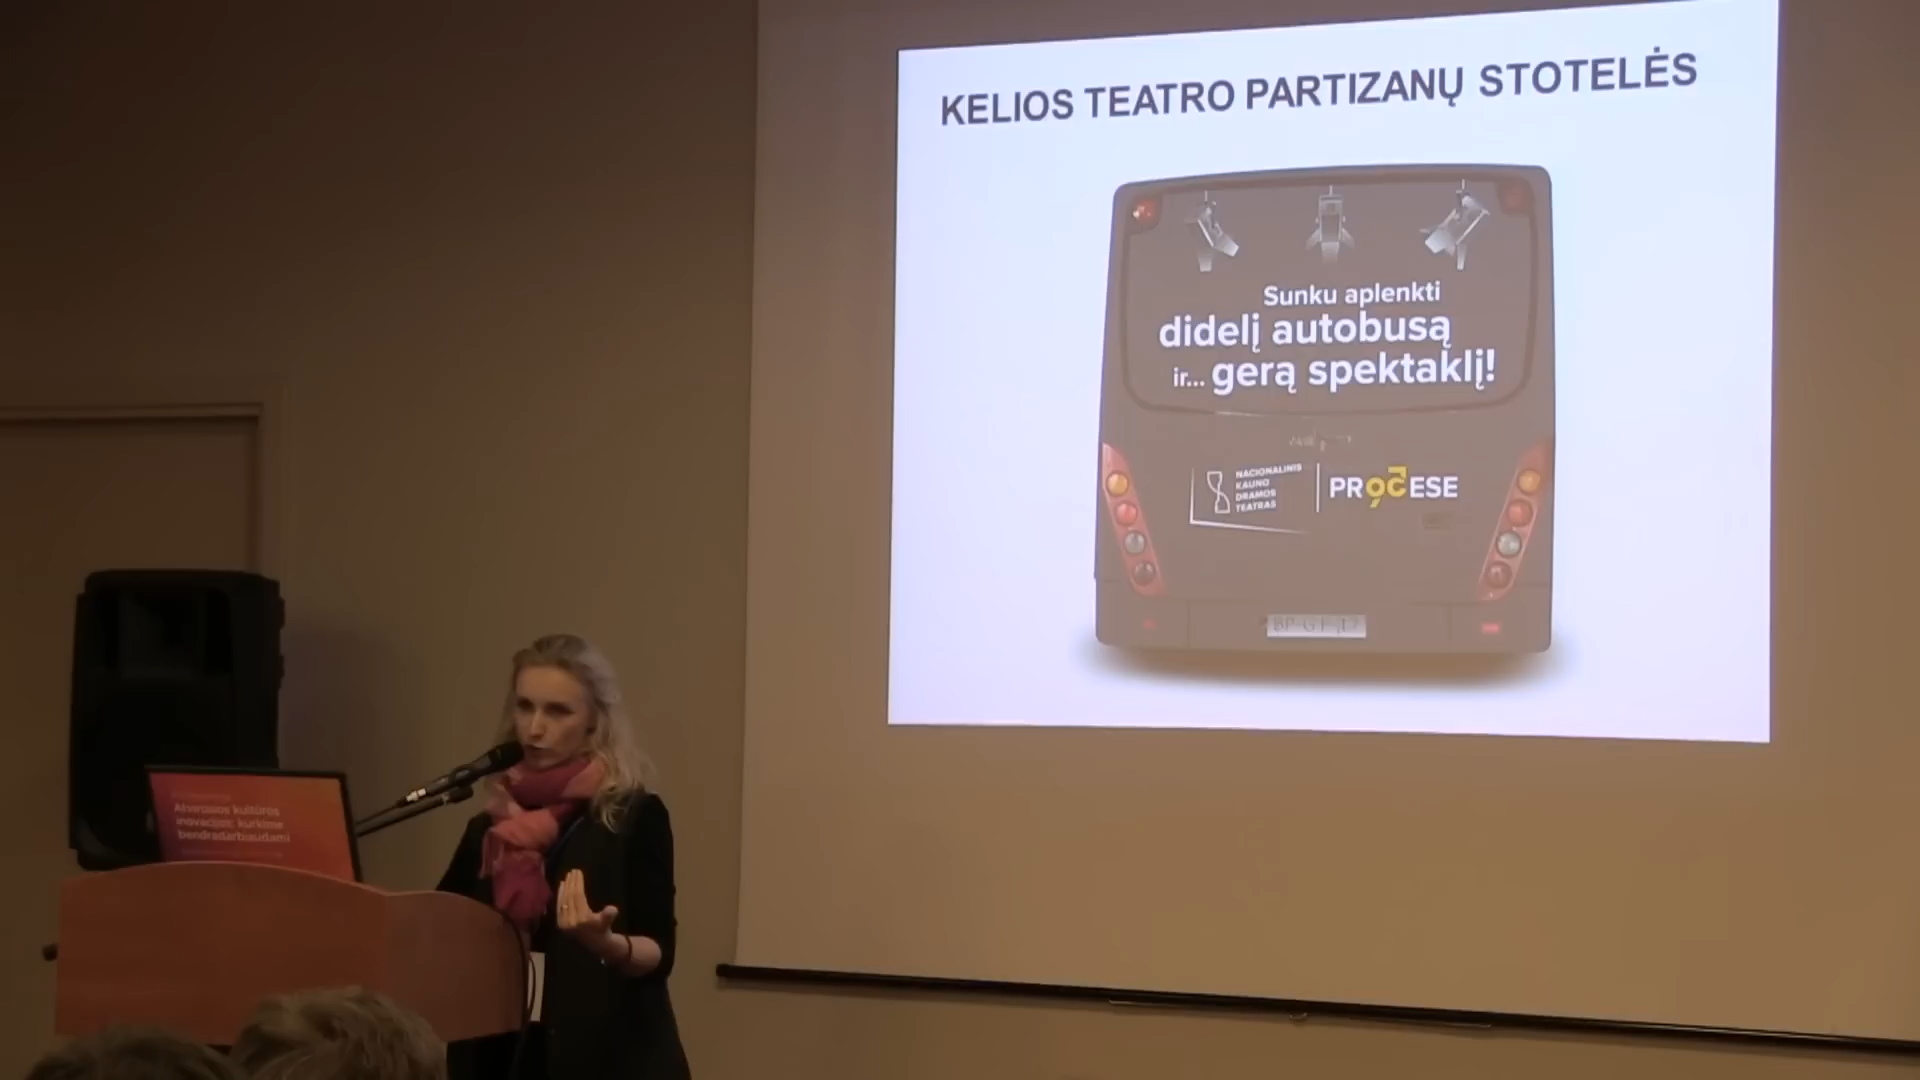 KELIOS TEATRO PARTIZANŲ STOTELĖS
Sunku aplenkti
didelį autobusą
ir... gerą spektaklį!
NACIONALINIS
KAUNO
DRAMOS
TEATRAS
PROCESE
Atvirosios kultūros
inovacijos: kurkime
bendradarbiaudami